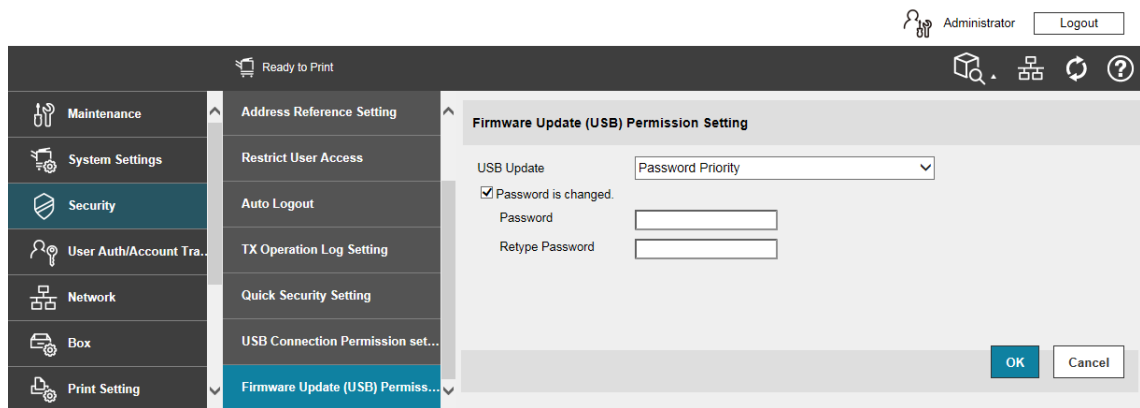 Administrator
Logout
Ready to Print
Maintenance
System Settings
Security
User Auth/Account Tra..
Network
Box
Print Setting
Address Reference Setting
Restrict User Access
Auto Logout
TX Operation Log Setting
Quick Security Setting
USB Connection Permission set...
Firmware Update (USB) Permiss...
Firmware Update (USB) Permission Setting
USB Update
Password Priority
Password is changed.
Password
Retype Password
OK
Cancel